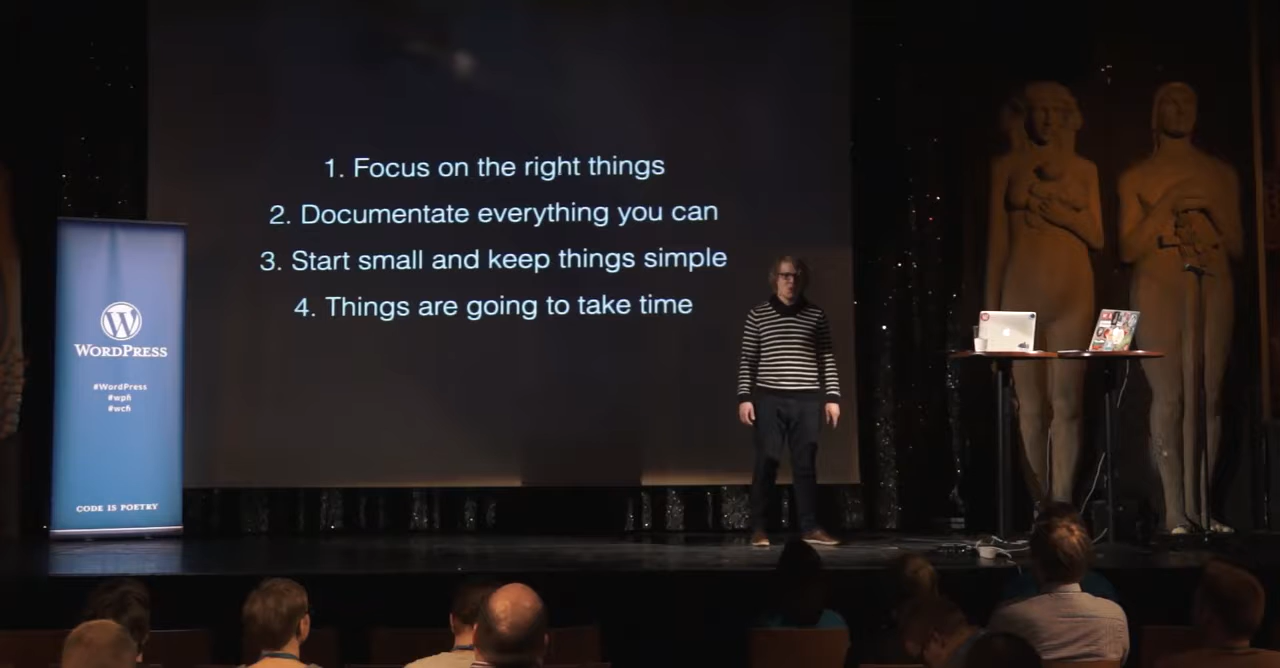 1. Focus on the right things
2. Documentate everything you can
3. Start small and keep things simple
4. Things are going to take time
WORDPRESS
#WordPress
#wpfi
#wcfi
CODE IS POETRY